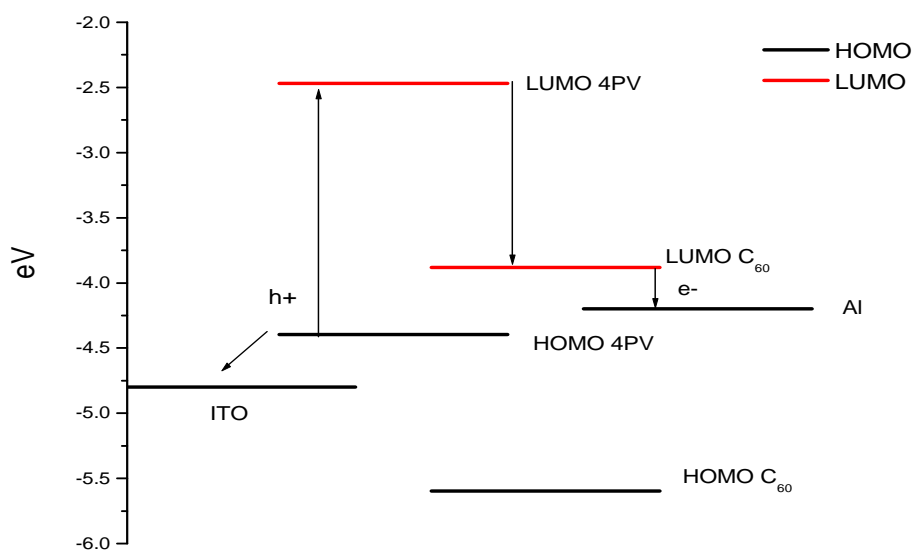 -2.0
HOMO
LUMO
-2.5
LUMO 4PV
-3.0
-3.5
eV
LUMO C60
-4.0
e-
h+
Al
HOMO 4PV
-4.5
ITO
-5.0
HOMO C60
-5.5
-6.0